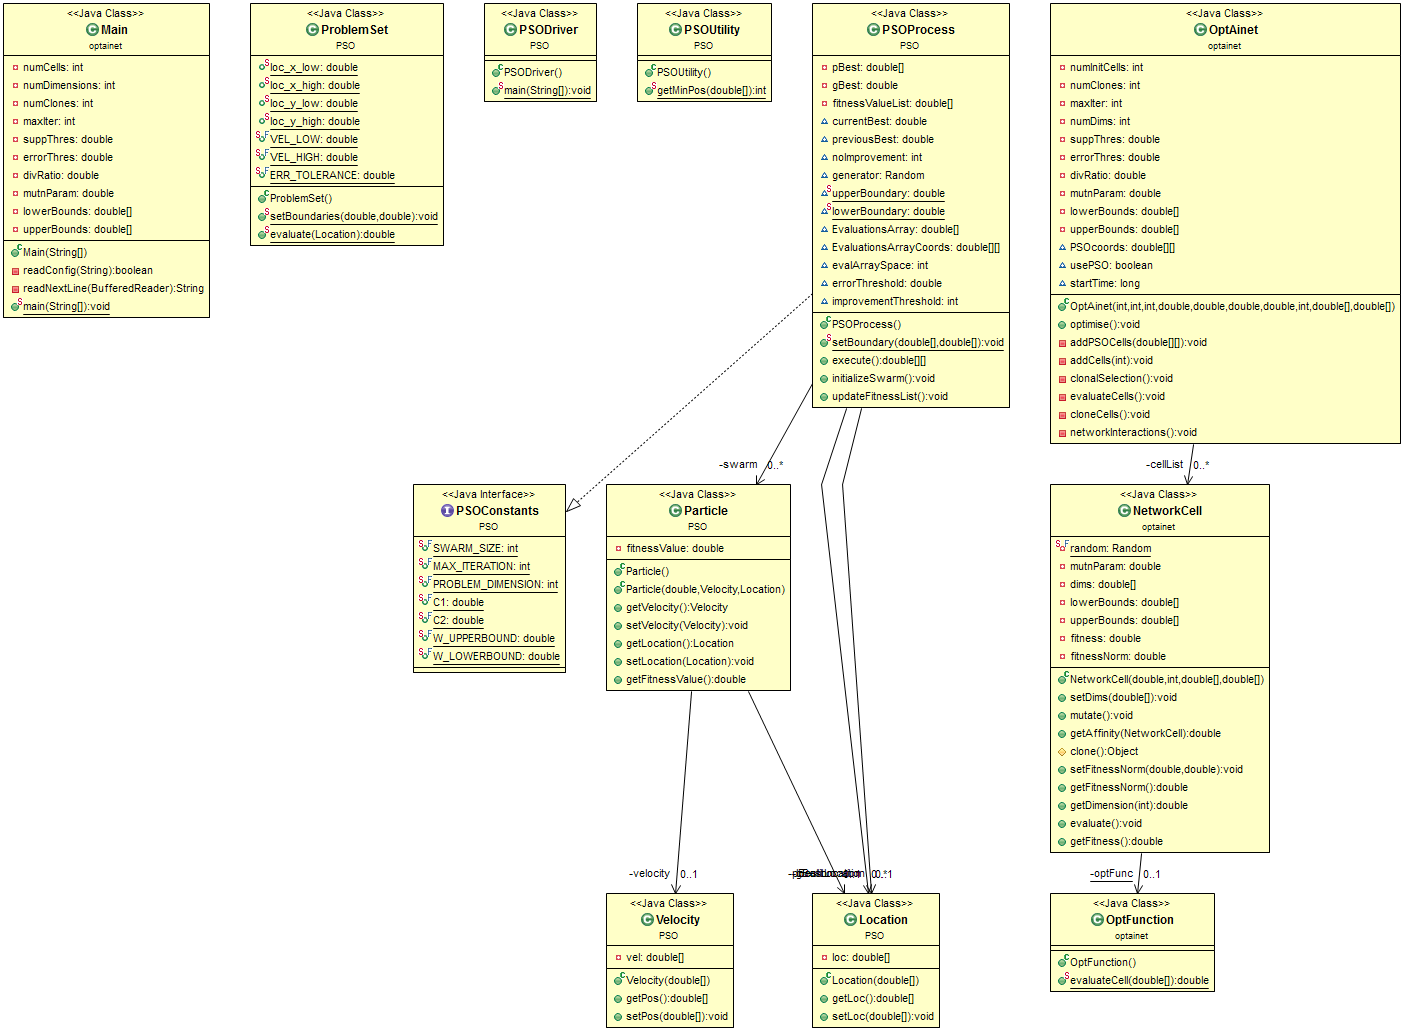 <<Java Class>>
Main
optainet
numCells: int
numDimensions: int
numClones: int
maxIter: int
suppThres: double
errorThres: double
divRatio: double
mutnParam: double
lowerBounds: double[]
upperBounds: double[]
Main(String[])
readConfig(String):boolean
readNextLine(BufferedReader):String
main(String[]):void
<<Java Class>>
ProblemSet
PSO
loc_x_low: double
loc_x_high: double
loc_y_low: double
loc_y_high: double
VEL_LOW: double
VEL_HIGH: double
ERR_TOLERANCE: double
ProblemSet()
setBoundaries(double,double):void
evaluate(Location):double
<<Java Class>>
PSODriver
PSO
PSODriver()
main(String[]):void
<<Java Class>>
PSOUtility
PSO
PSOUtility()
getMinPos(double[]):int
<<Java Class>>
PSOProcess
PSO
pBest: double[]
gBest: double
fitnessValueList: double[]
currentBest: double
previousBest: double
noImprovement: int
generator: Random
upperBoundary: double
lowerBoundary: double
EvaluationsArray: double[]
EvaluationsArrayCoords: double[][]
evalArraySpace: int
errorThreshold: double
improvementThreshold: int
PSOProcess()
setBoundary(double[],double[]):void
execute():double[][]
initializeSwarm():void
updateFitnessList():void
<<Java Class>>
OptAinet
optainet
numInitCells: int
numClones: int
maxIter: int
numDims: int
suppThres: double
errorThres: double
divRatio: double
mutnParam: double
lowerBounds: double[]
upperBounds: double[]
PSOcoords: double[][]
usePSO: boolean
startTime: long
OptAinet(int,int,int,double,double,double,double,int,double[],double[])
optimise():void
addPSOCells(double[][]):void
addCells(int):void
clonalSelection():void
evaluateCells():void
cloneCells():void
networkInteractions():void
-swarm 0..*
-cellList 0..*
<<Java Interface>>
PSOConstants
PSO
SWARM_SIZE: int
MAX_ITERATION: int
PROBLEM_DIMENSION: int
C1: double
C2: double
W_UPPERBOUND: double
W_LOWERBOUND: double
<<Java Class>>
Particle
PSO
fitnessValue: double
Particle()
Particle(double,Velocity,Location)
getVelocity():Velocity
setVelocity(Velocity):void
getLocation():Location
setLocation(Location):void
getFitnessValue():double
<<Java Class>>
NetworkCell
optainet
random: Random
mutnParam: double
dims: double[]
lowerBounds: double[]
upperBounds: double[]
fitness: double
fitnessNorm: double
NetworkCell(double,int,double[],double[])
setDims(double[]):void
mutate():void
getAffinity(NetworkCell):double
clone():Object
setFitnessNorm(double,double):void
getFitnessNorm():double
getDimension(int):double
evaluate():void
getFitness():double
-velocity 0..1
-optFunc 0..1
<<Java Class>>
Velocity
PSO
vel: double[]
Velocity(double[])
getPos():double[]
setPos(double[]):void
<<Java Class>>
Location
PSO
loc: double[]
Location(double[])
getLoc():double[]
setLoc(double[]):void
<<Java Class>>
OptFunction
optainet
OptFunction()
evaluateCell(double[]):double